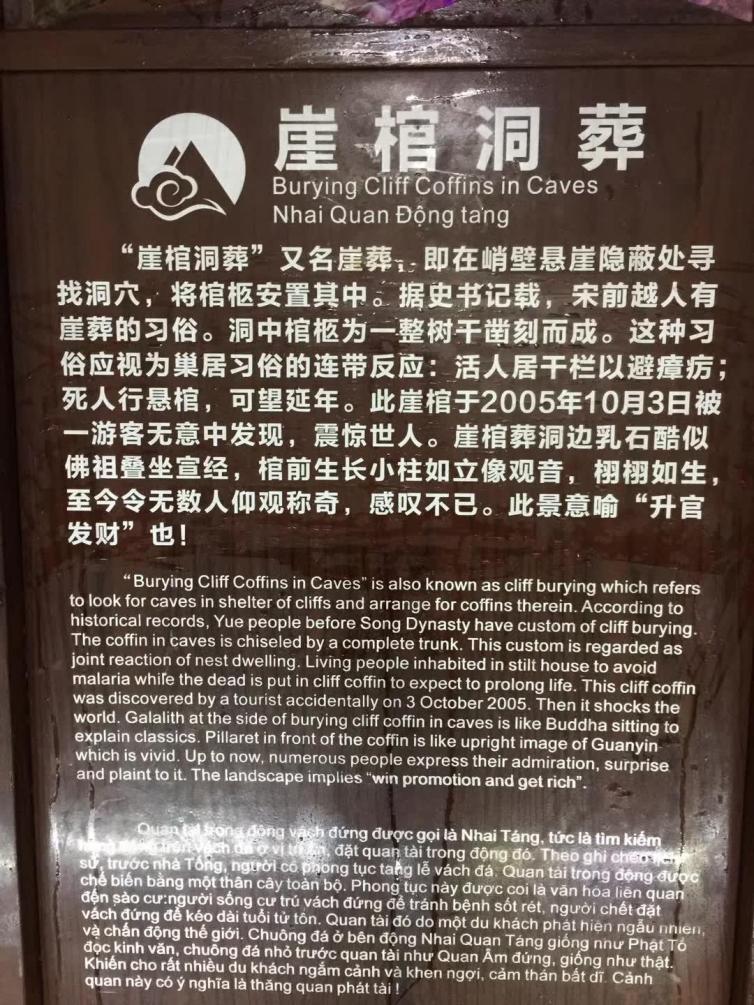 崖棺洞葬
Burying Cliff Coffins in Caves
Nhai Quan Động tang
“崖棺洞葬”又名崖葬，即在峭壁悬崖隐蔽处寻
找洞穴，将棺柩安置其中。据史书记载，宋前越人有
崖葬的习俗。洞中棺柩为一整树干凿刻而成。这种习
俗应视为巢居习俗的连带反应：活人居干栏以避瘴疠；
死人行悬棺，可望延年。此崖棺于2005年10月3日被
一游客无意中发现，震惊世人。崖棺葬洞边乳石酷似
佛祖叠坐宣经，棺前生长小柱如立像观音，栩栩如生，
至今令无数人仰观称奇，感叹不已。此景意喻“升官
发财”也！
“Burying Cliff Coffins in Caves” is also known as cliff burying which refers
to look for caves in shelter of cliffs and arrange for coffins therein. According to
historical records, Yue people before Song Dynasty have custom of cliff burying.
The coffin in caves is chiseled by a complete trunk. This custom is regarded as
joint reaction of nest dwelling. Living people inhabited in stilt house to avoid
malaria while the dead is put in cliff coffin to expect to prolong life. This cliff coffin
was discovered by a tourist accidentally on 3 October 2005. Then it shocks the
world. Galalith at the side of burying cliff coffin in caves is like Buddha sitting to
explain classics. Pillaret in front of the coffin is like upright image of Guanyin
which is vivid. Up to now, numerous people express their admiration, surprise
and plaint to it. The landscape implies “win promotion and get rich”.
Quan tài trong động vách đứng được gọi là Nhai Táng, tức là tìm kiếm
đặt quan tài trong động đó. Theo ghi chép
sử, trước nhà Tống, người có phong tục tang lễ vách đá. Quan tài trong động được
chế biến bằng một thân cây toàn bộ. Phong tục này được coi là văn hóa liên quan
đến sào cư:người sống cư trú vách đứng để tránh bệnh sốt rét, người chết đặt
vách đứng để kéo dài tuổi tử tôn. Quan tài đó do một du khách phát hiện ngẫu nhiên,
và chấn động thế giới. Chuông đá ở bên động Nhai Quan Táng giống như Phật Tổ
đọc kinh văn, chuông đá nhỏ trước quan tài như Quan Âm đứng, giống như thật.
Khiến cho rất nhiều du khách ngắm cảnh và khen ngợi, cảm thán bất dĩ. Cảnh
quan này có ý nghĩa là thăng quan phát tài !